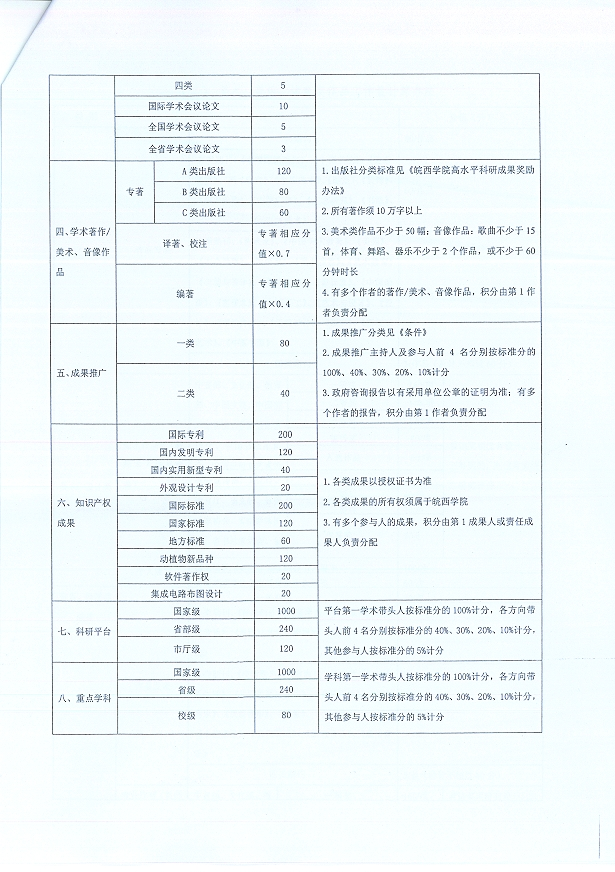 四类 5
国际学术会议论文 10
全国学术会议论文 5
全省学术会议论文 3
四、学术著作/
美术、音像作
品
专著
A 类出版社 120
B 类出版社 80
C 类出版社 60
译著、校注
专著相应分
值×0.7
编著
专著相应分
值×0.4
1.出版社分类标准见《皖西学院高水平科研成果奖励
办法》
2.所有著作须 10 万字以上
3.美术类作品不少于 50 幅；音像作品：歌曲不少于 15
首，体育、舞蹈、器乐不少于 2 个作品，或不少于 60
分钟时长
4.有多个作者的著作/美术、音像作品，积分由第 1 作
者负责分配
五、成果推广
一类 80
二类 40
1.成果推广分类见《条件》
2.成果推广主持人及参与人前 4 名分别按标准分的
100%、40%、30%、20%、10%计分
3.政府咨询报告以有采用单位公章的证明为准；有多
个作者的报告，积分由第 1 作者负责分配
六、知识产权
成果
国际专利 200
国内发明专利 120
国内实用新型专利 40
外观设计专利 20
国际标准 200
国家标准 120
地方标准 60
动植物新品种 120
软件著作权 20
集成电路布图设计 20
1.各类成果以授权证书为准
2.各类成果的所有权须属于皖西学院
3.有多个参与人的成果，积分由第 1 成果人或责任成
果人负责分配
七、科研平台
国家级 1000
省部级 240
市厅级 120
平台第一学术带头人按标准分的 100%计分，各方向带
头人前 4 名分别按标准分的 40%、30%、20%、10%计分，
其他参与人按标准分的 5%计分
八、重点学科
国家级 1000
省级 240
校级 80
学科第一学术带头人按标准分的 100%计分，各方向带
头人前 4 名分别按标准分的 40%、30%、20%、10%计分，
其他参与人按标准分的 5%计分